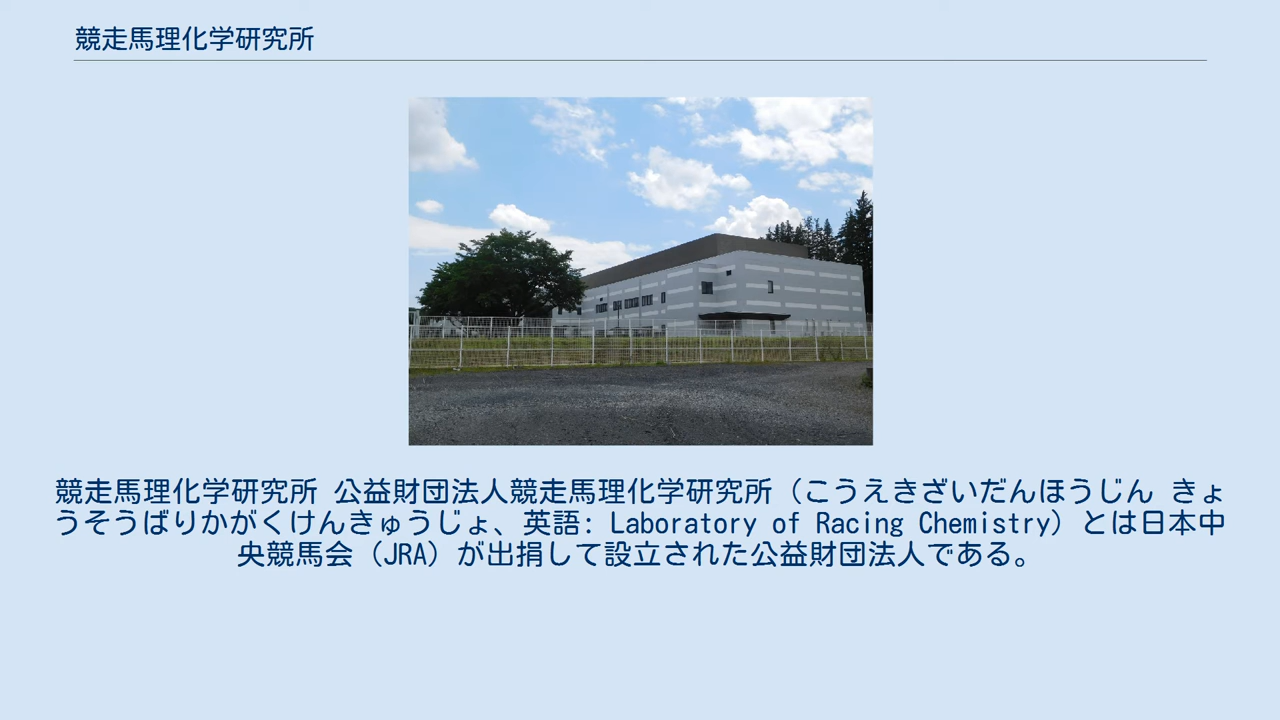 競走馬理化学研究所
競走馬理化学研究所 公益財団法人競走馬理化学研究所（こうえきざいだんほうじん きょ
うそうばりかがくけんきゅうじょ、英語: Laboratory of Racing Chemistry）とは日本中
央競馬会（JRA）が出捐して設立された公益財団法人である。